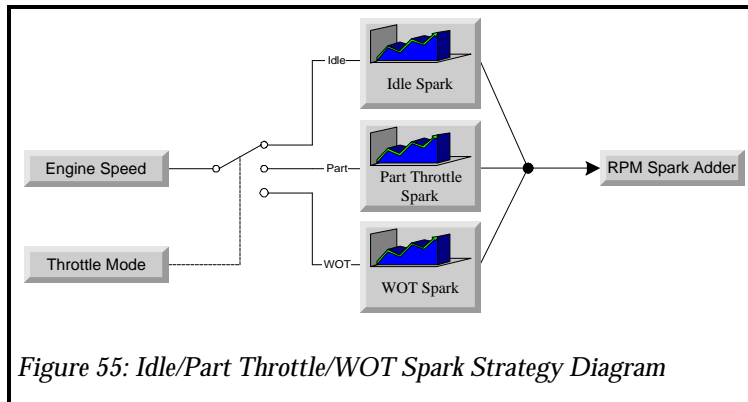 Idle
Idle Spark
Engine Speed
Part
Part Throttle
Spark
RPM Spark Adder
Throttle Mode
WOT
WOT Spark
Figure 55: Idle/Part Throttle/WOT Spark Strategy Diagram